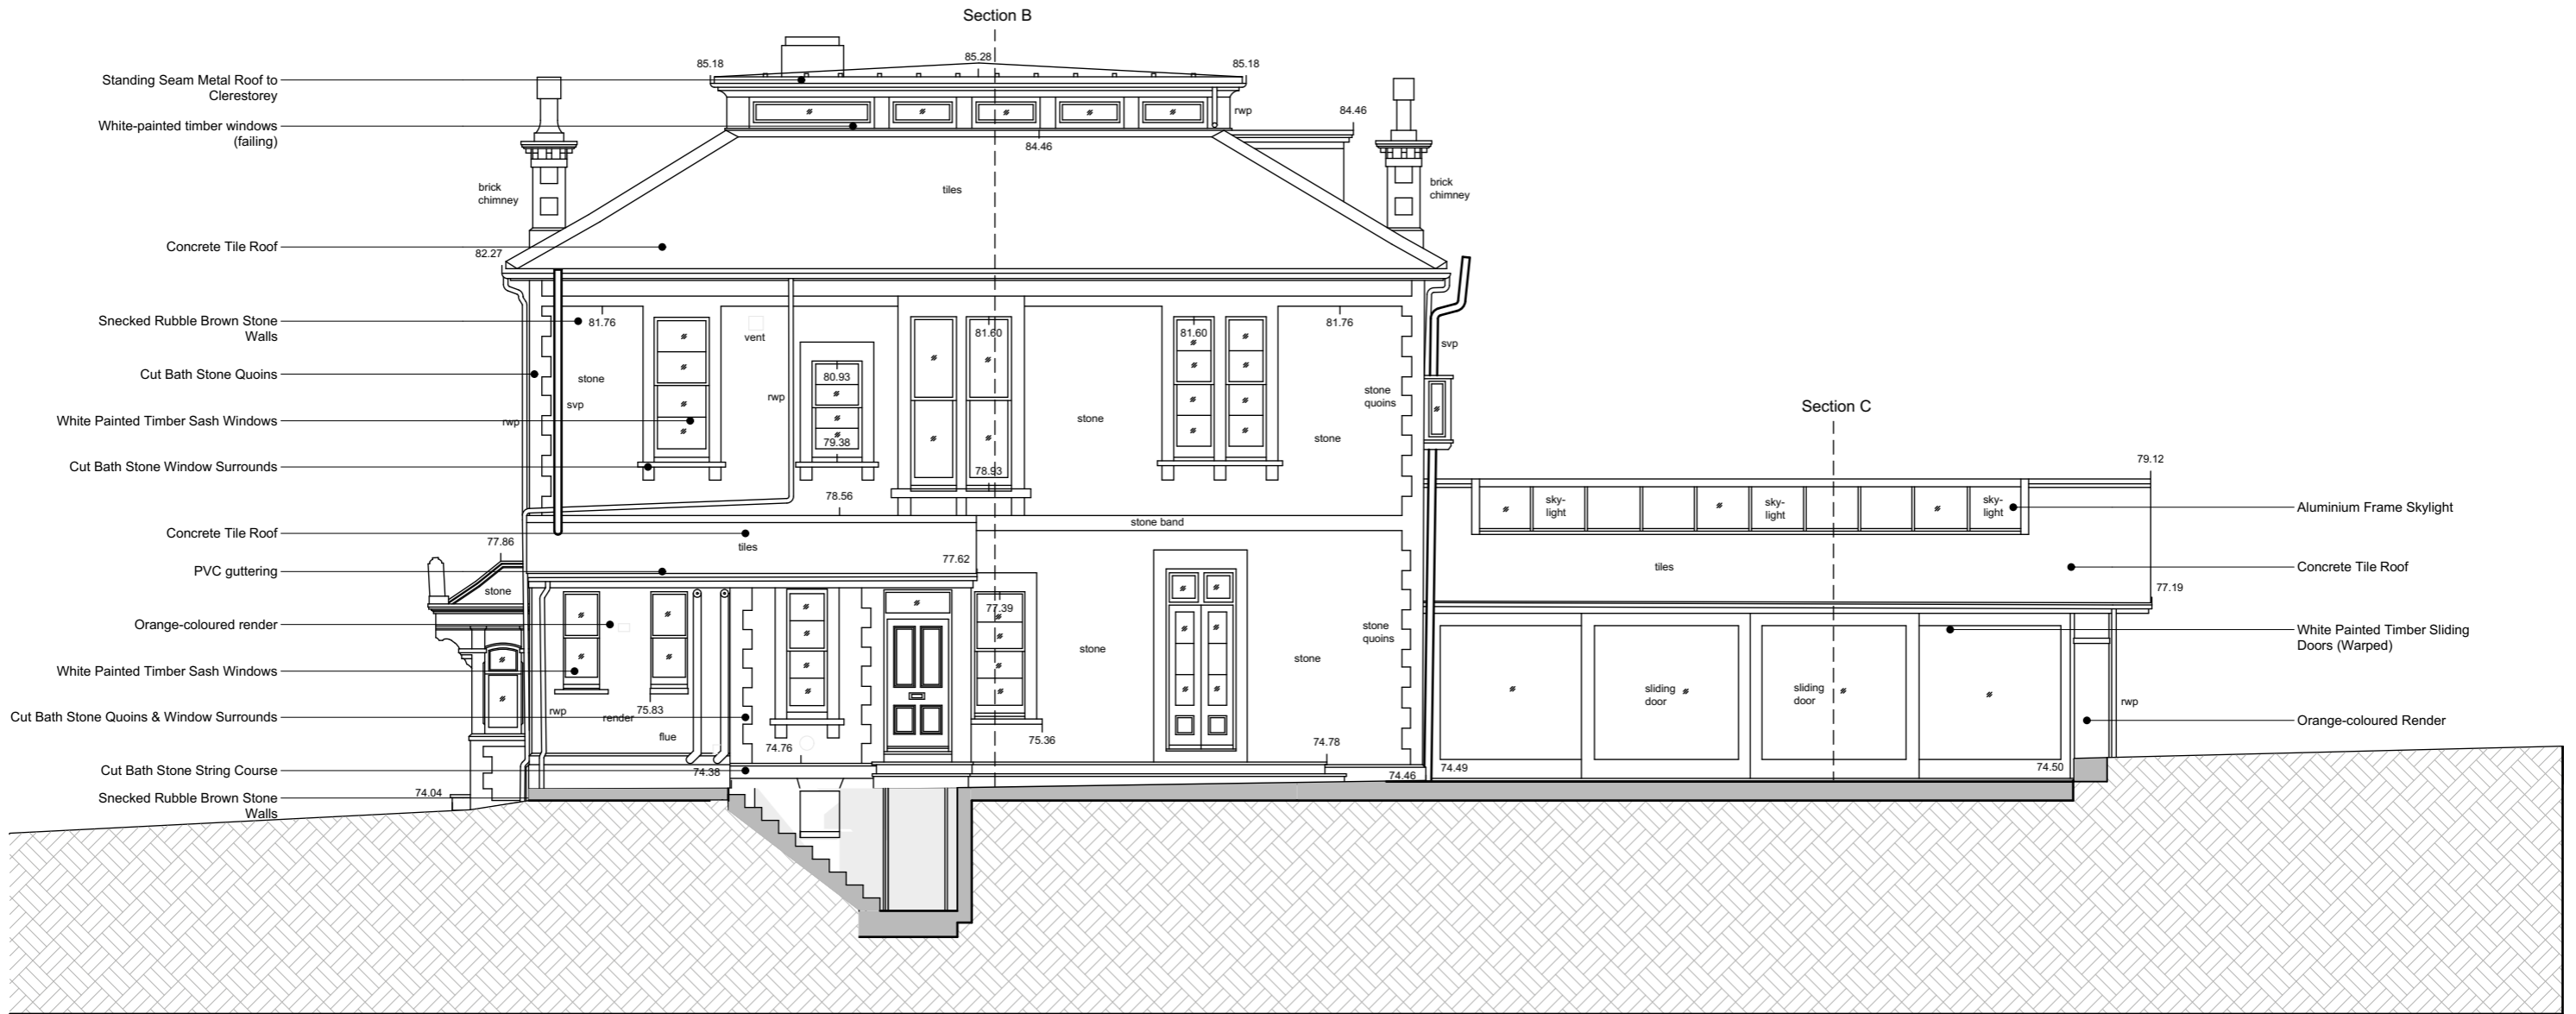 Section B
85.18
85.28
85.18
Standing Seam Metal Roof to
Clerestorey
White-painted timber windows
(failing)
rwp
84.46
84.46
brick
chimney
tiles
brick
chimney
Concrete Tile Roof
82.27
Snecked Rubble Brown Stone
Walls
81.76
vent
81.60
81.60
81.76
svp
Cut Bath Stone Quoins
stone
80.93
rwp
stone
quoins
svp
Section C
White Painted Timber Sash Windows
rwp
stone
stone
79.38
Cut Bath Stone Window Surrounds
78.93
79.12
78.56
sky-
light
sky-
light
sky-
light
Aluminium Frame Skylight
stone band
Concrete Tile Roof
77.86
tiles
77.62
tiles
Concrete Tile Roof
PVC guttering
stone
77.19
77.39
Orange-coloured render
stone
quoins
White Painted Timber Sliding
Doors (Warped)
stone
stone
White Painted Timber Sash Windows
sliding
door
sliding
door
rwp
75.83
render
rwp
Cut Bath Stone Quoins & Window Surrounds
Orange-coloured Render
flue
74.76
75.36
74.78
Cut Bath Stone String Course
74.38
74.46
74.49
74.50
Snecked Rubble Brown Stone
Walls
74.04